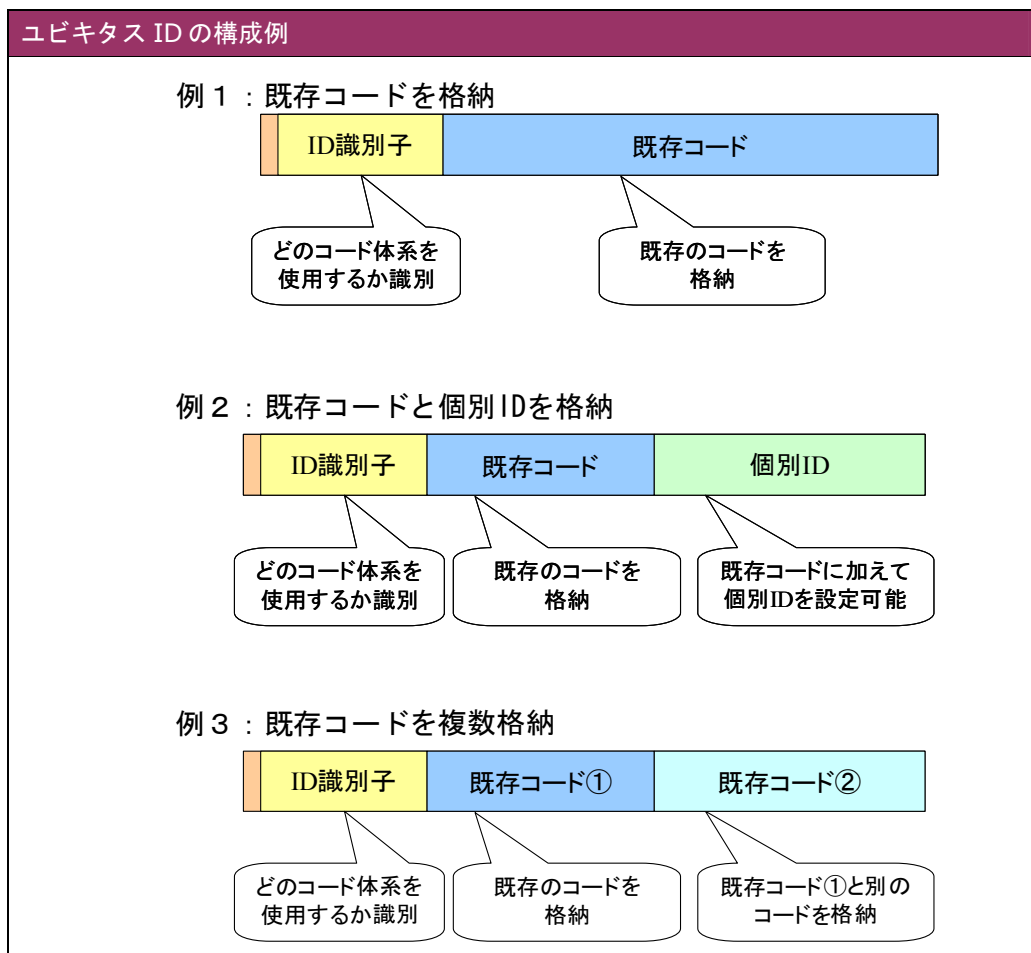 ユビキタス ID の構成例
例１：既存コードを格納
ID識別子
既存コード
どのコード体系を
使用するか識別
既存のコードを
格納
例２：既存コードと個別IDを格納
ID識別子
既存コード
個別ID
どのコード体系を
使用するか識別
既存のコードを
格納
既存コードに加えて
個別IDを設定可能
例３：既存コードを複数格納
ID識別子
既存コード①
既存コード②
どのコード体系を
使用するか識別
既存のコードを
格納
既存コード①と別の
コードを格納